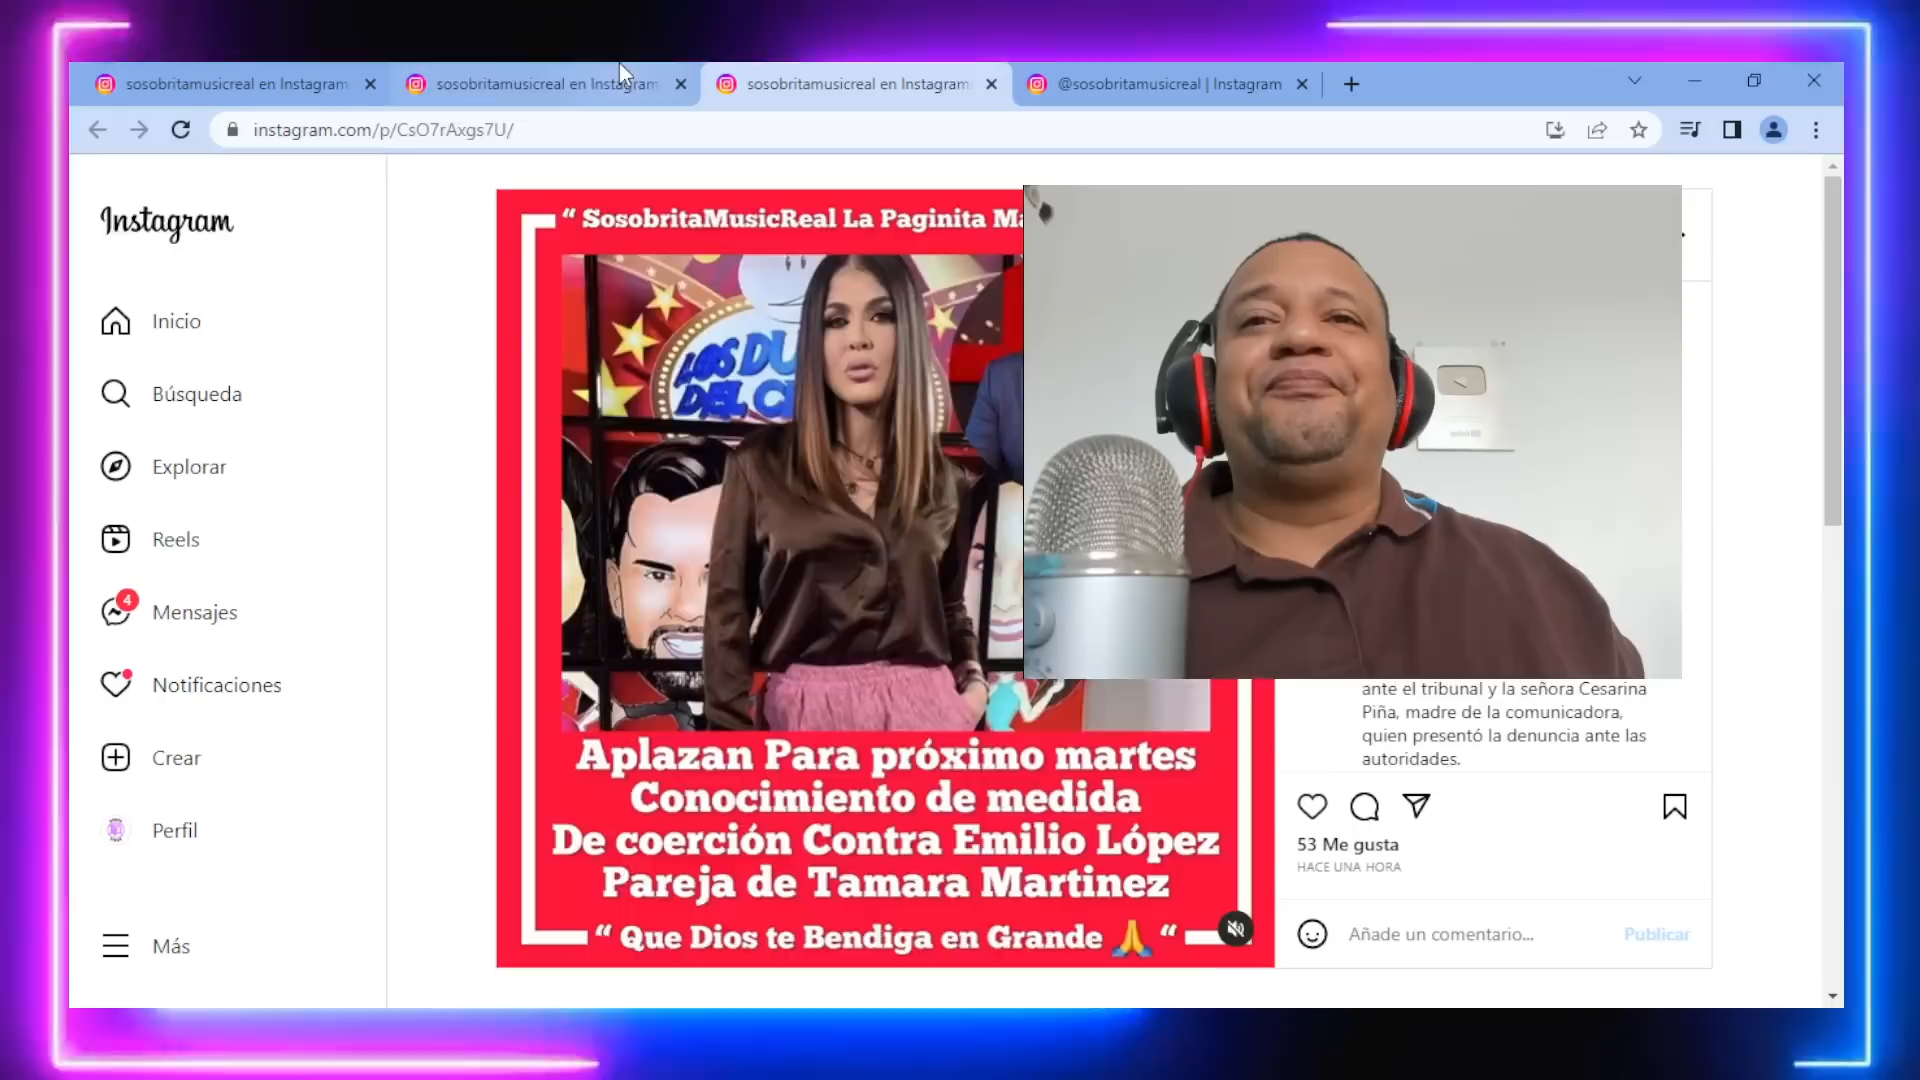 sosobritamusicreal en Instagram
sosobritamusicreal en Instagram
sosobritamusicreal en Instagram
@sosobritamusicreal | Instagram
instagram.com/p/CsO7rAxgs7U/
Instagram
Inicio
Búsqueda
Explorar
Reels
4
Mensajes
Notificaciones
Crear
Perfil
Más
“ SosobritaMusicReal La Paginita Ma
LOS DU
DEL C
Aplazan Para próximo martes
Conocimiento de medida
De coerción Contra Emilio López
Pareja de Tamara Martinez
“ Que Dios te Bendiga en Grande 🙏 “
ante el tribunal y la señora Cesarina
Piña, madre de la comunicadora,
quien presentó la denuncia ante las
autoridades.
53 Me gusta
HACE UNA HORA
Añade un comentario...
Publicar